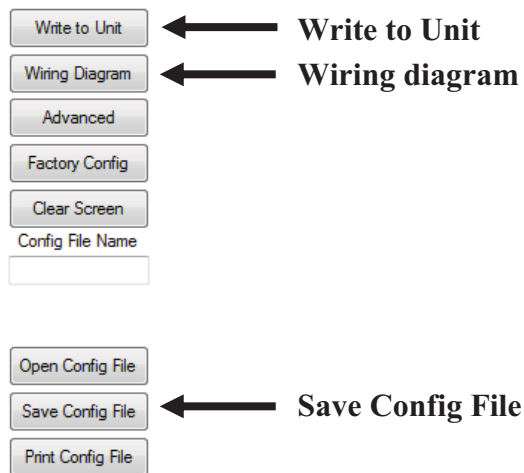 Write to Unit Write to Unit
Wiring Diagram Wiring diagram
Advanced
Factory Config
Clear Screen
Config File Name
Open Config File
Save Config File Save Config File
Print Config File